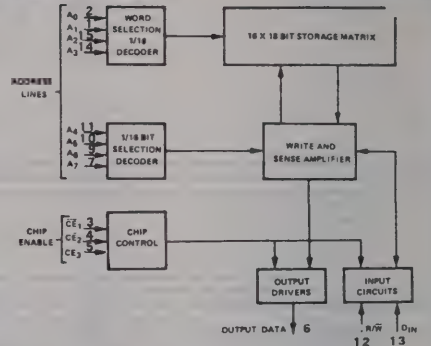 A0 2
A1 1
A2 15
A3 14
WORD
SELECTION
1/16
DECODER
16 X 16 BIT STORAGE MATRIX
ADDRESS
LINES
A4 11
A5 10
A6 9
A7 7
1/16 BIT
SELECTION
DECODER
WRITE AND
SENSE AMPLIFIER
CHIP
ENABLE
CE1 3
CE2 4
CE3 5
CHIP
CONTROL
OUTPUT
DRIVERS
INPUT
CIRCUITS
OUTPUT DATA 6
R/W
DIN
12 13